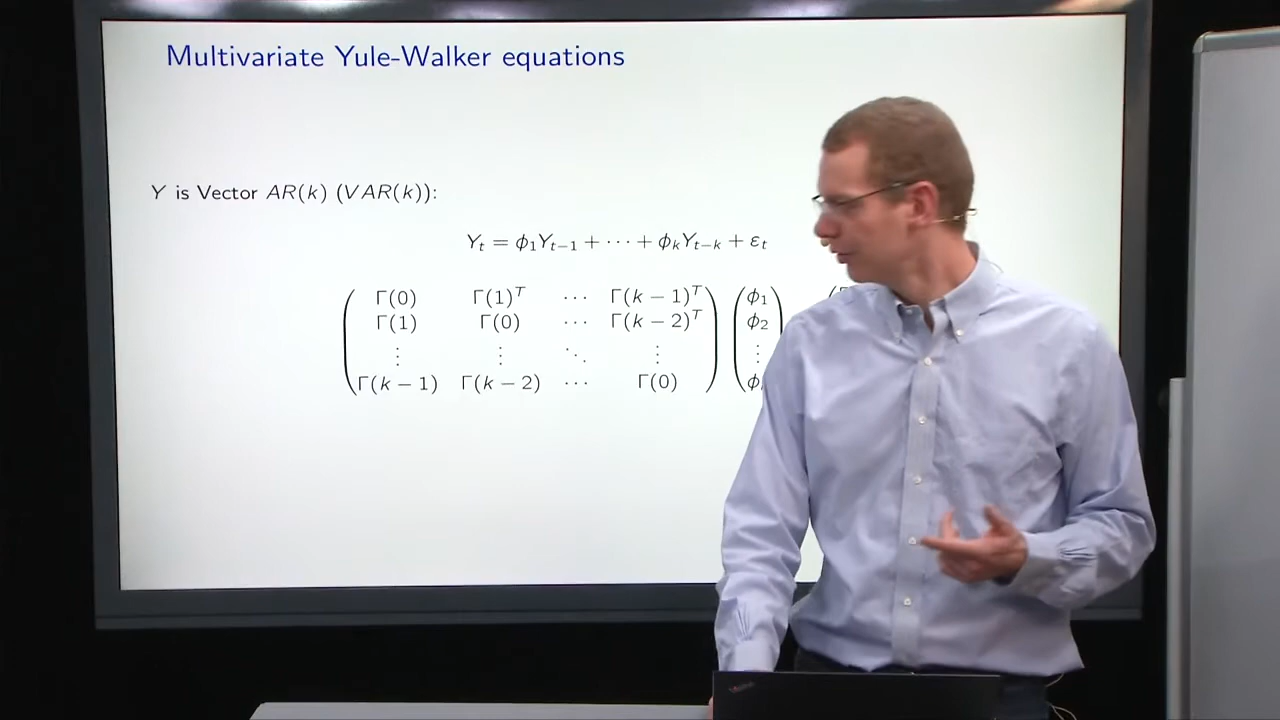 Multivariate Yule-Walker equations
Y is Vector AR(k) (VAR(k)):
Y_t = ϕ_1Y_{t−1} + ⋯ + ϕ_kY_{t−k} + ε_t
Γ(0) Γ(1)^T ⋯ Γ(k − 1)^T ϕ_1
Γ(1) Γ(0) ⋯ Γ(k − 2)^T ϕ_2
⋮ ⋮ ⋱ ⋮ ⋮
Γ(k − 1) Γ(k − 2) ⋯ Γ(0) ϕ